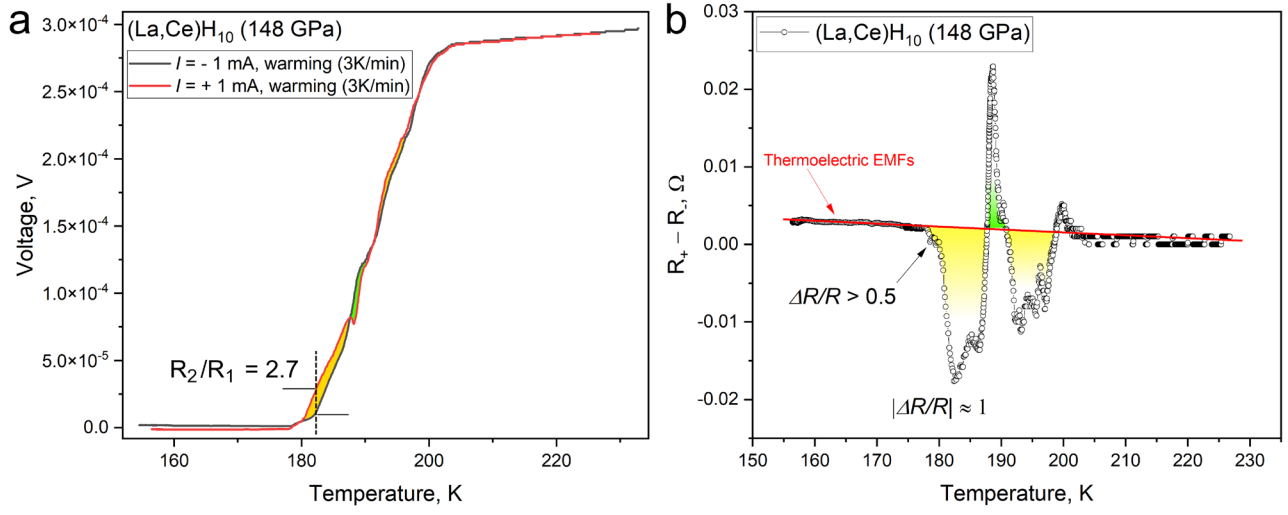 a
(La,Ce)H₁₀ (148 GPa)
I = - 1 mA, warming (3K/min)
I = + 1 mA, warming (3K/min)
3.0×10⁻⁴
2.5×10⁻⁴
2.0×10⁻⁴
1.5×10⁻⁴
1.0×10⁻⁴
5.0×10⁻⁵
0.0
Voltage, V
R₂/R₁ = 2.7
160 180 200 220
Temperature, K
b
(La,Ce)H₁₀ (148 GPa)
0.03
0.02
0.01
0.00
-0.01
-0.02
R₊ – R₋, Ω
Thermoelectric EMFs
ΔR/R > 0.5
|ΔR/R| ≈ 1
150 160 170 180 190 200 210 220 230
Temperature, K